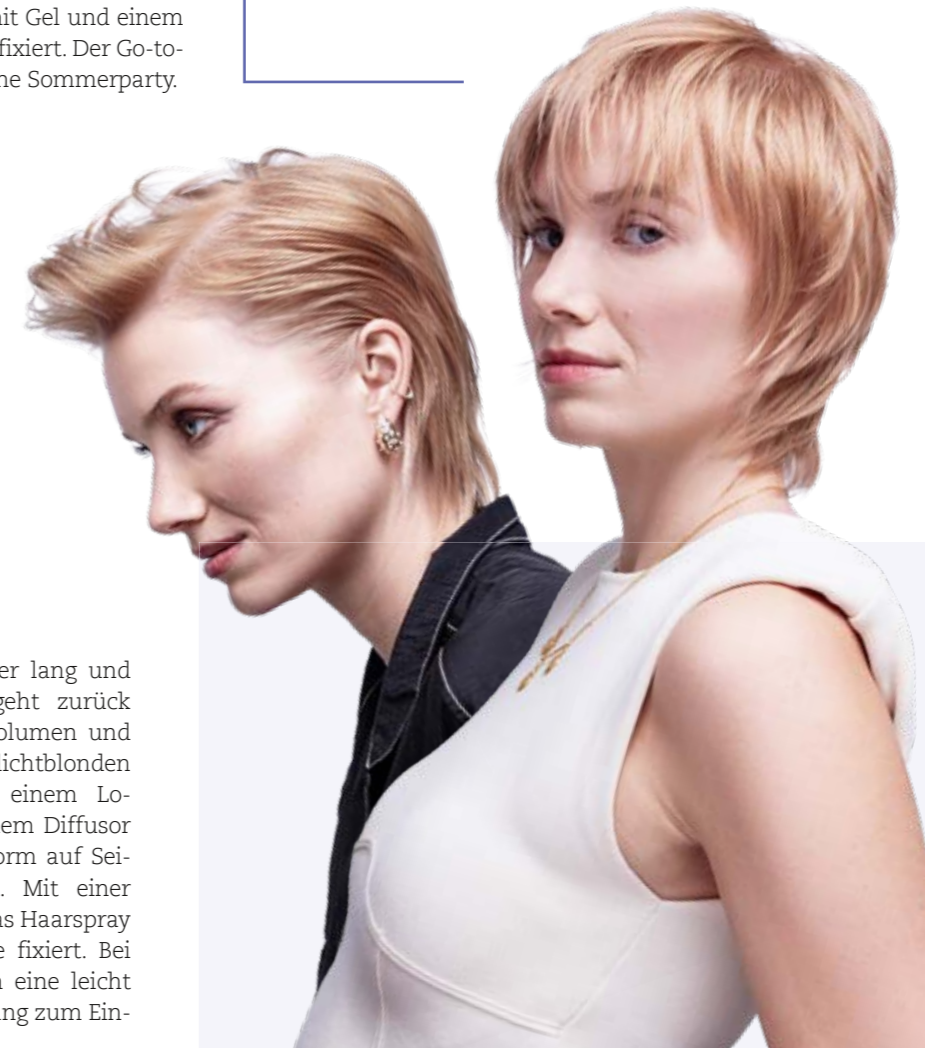 mit Gel und einem
fixiert. Der Go-to-
ne Sommerparty.
er lang und
geht zurück
olumen und
lichtblonden
einem Lo-
em Diffusor
orm auf Sei-
. Mit einer
as Haarspray
e fixiert. Bei
n eine leicht
ng zum Ein-